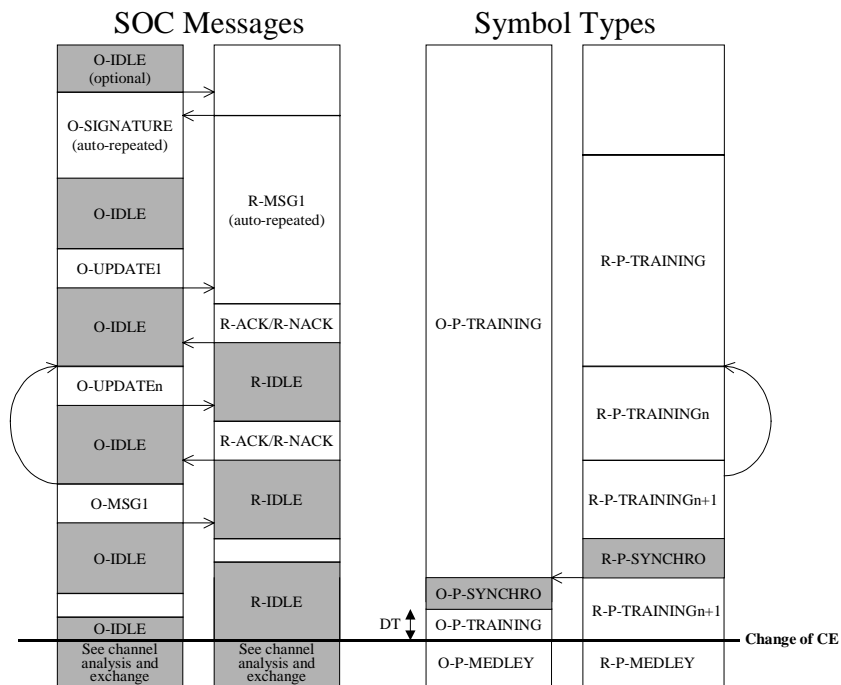 SOC Messages
Symbol Types
O-IDLE
(optional)
O-SIGNATURE
(auto-repeated)
O-IDLE
O-UPDATE1
O-IDLE
O-UPDATEn
O-IDLE
O-MSG1
O-IDLE
O-IDLE
See channel
analysis and
exchange
R-MSG1
(auto-repeated)
R-ACK/R-NACK
R-IDLE
R-ACK/R-NACK
R-IDLE
R-IDLE
See channel
analysis and
exchange
O-P-TRAINING
O-P-SYNCHRO
DT
O-P-TRAINING
O-P-MEDLEY
R-P-TRAINING
R-P-TRAININGn
R-P-TRAININGn+1
R-P-SYNCHRO
R-P-TRAININGn+1
R-P-MEDLEY
Change of CE